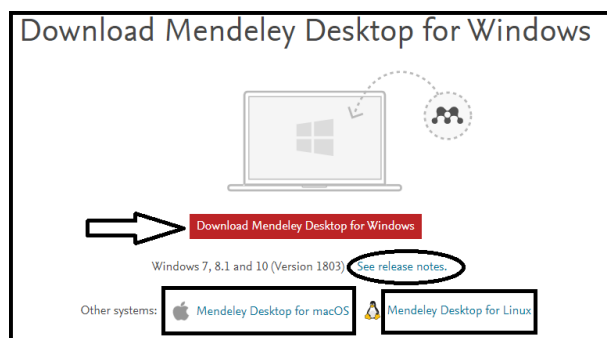 Download Mendeley Desktop for Windows
Download Mendeley Desktop for Windows
Windows 7, 8.1 and 10 (Version 1803) See release notes.
Other systems: Mendeley Desktop for macOS Mendeley Desktop for Linux